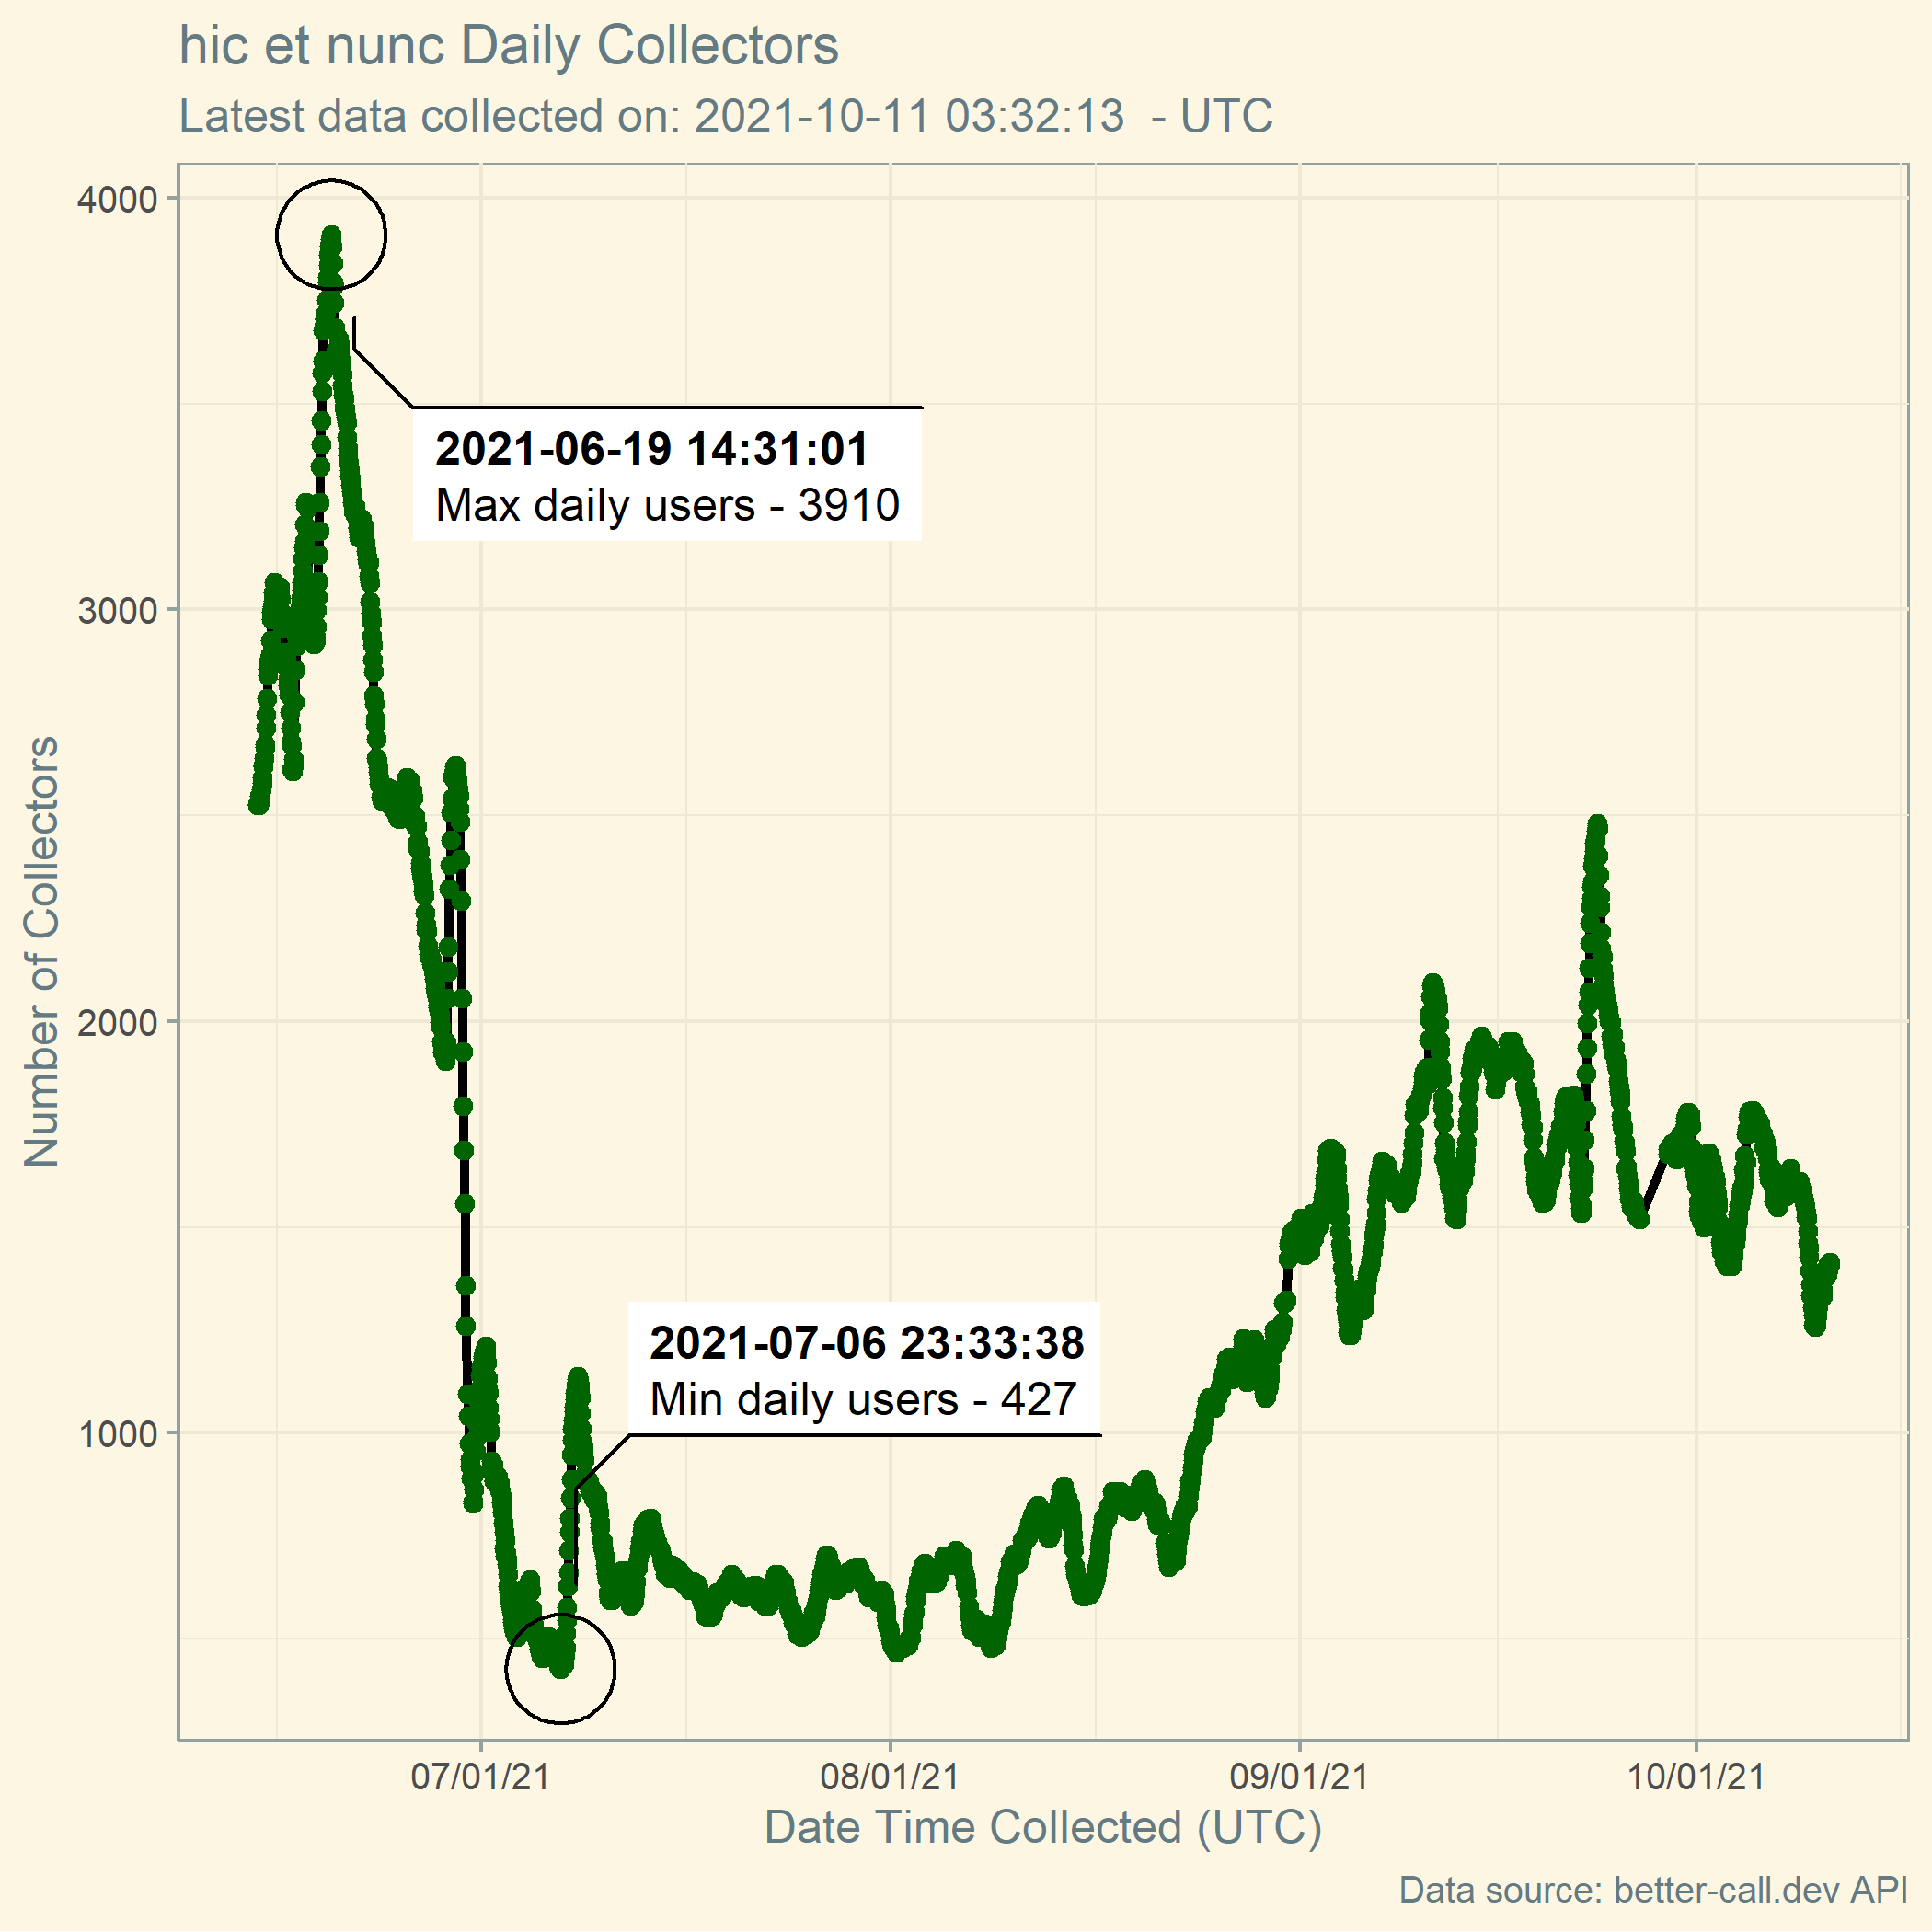 hic et nunc Daily Collectors
Latest data collected on: 2021-10-11 03:32:13  - UTC
4000
3000
2000
1000
Number of Collectors
2021-06-19 14:31:01
Max daily users - 3910
2021-07-06 23:33:38
Min daily users - 427
07/01/21
08/01/21
09/01/21
10/01/21
Date Time Collected (UTC)
Data source: better-call.dev API